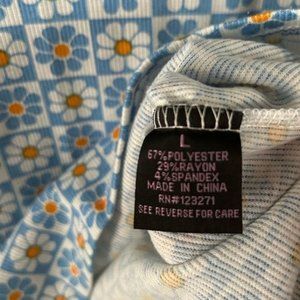 L
67%POLYESTER
29%RAYON
4%SPANDEX
MADE IN CHINA
RN#123271
SEE REVERSE FOR CARE